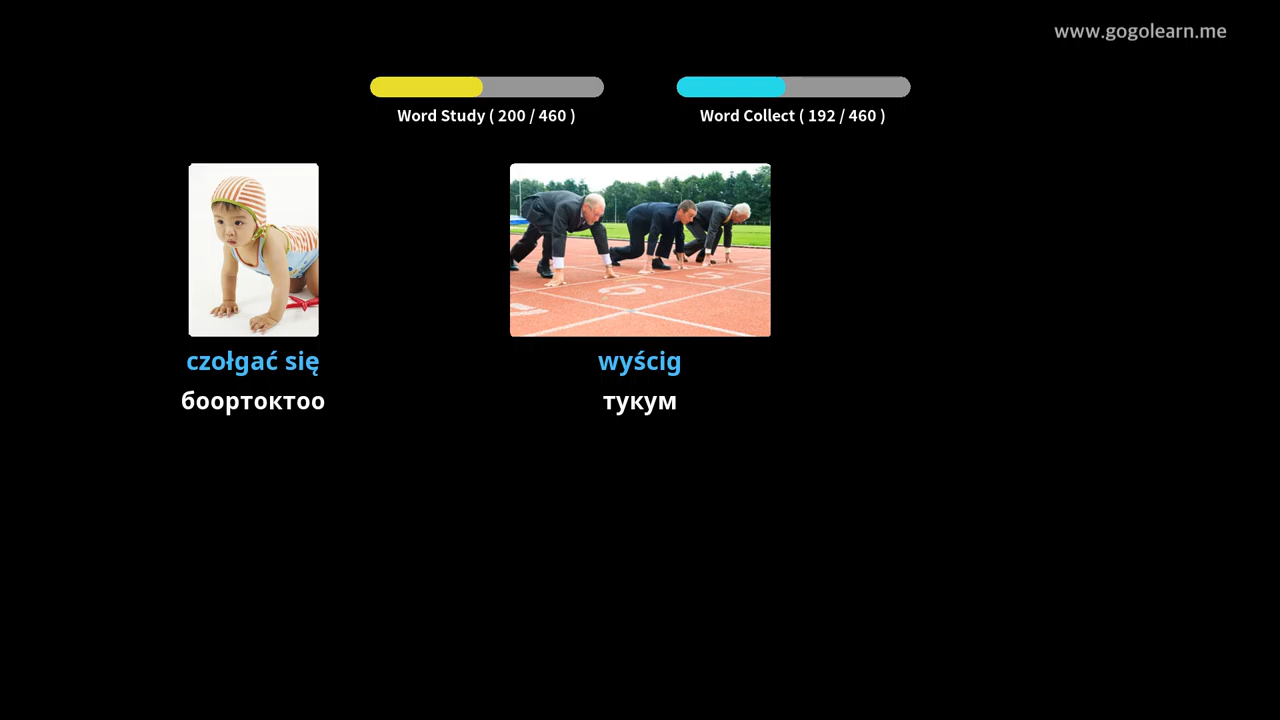 www.gogolearn.me
Word Study ( 200 / 460 )
Word Collect ( 192 / 460 )
czołgać się
wyścig
боортоктоо
тукум